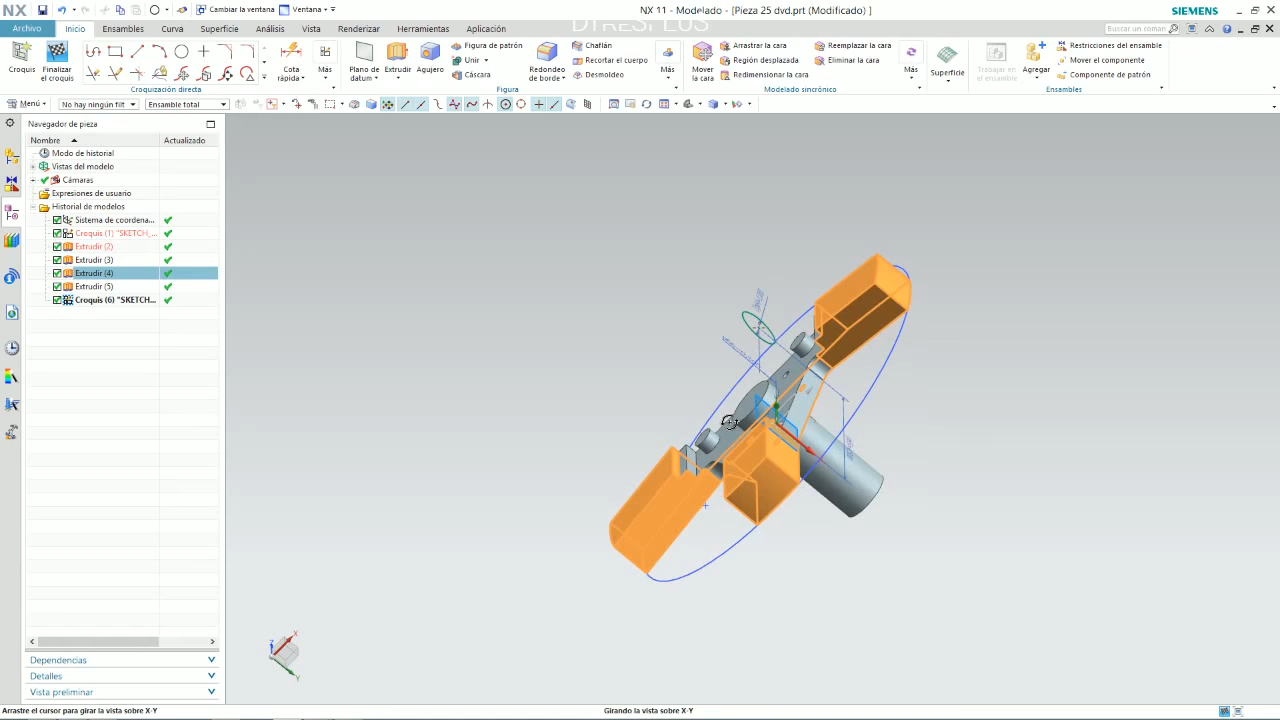 NX
Cambiar la ventana
Ventana
NX 11 - Modelado - [Pieza 25 dvd.prt (Modificado) ]
SIEMENS
DTRESPLUS
Archivo
Inicio
Ensambles
Curva
Superficie
Análisis
Vista
Renderizar
Herramientas
Aplicación
Buscar un coman
Croquis
Finalizar el croquis
Cotar rápida
Más
Croquización directa
Plano de datum
Extrudir
Agujero
Figura de patrón
Unir
Cáscara
Redondeo de borde
Chaflán
Recortar el cuerpo
Desmoldeo
Más
Figura
Mover la cara
Arrastrar la cara
Región desplazada
Redimensionar la cara
Reemplazar la cara
Eliminar la cara
Más
Modelado sincrónico
Superficie
Trabajar en el ensamble
Agregar
Restricciones del ensamble
Mover el componente
Componente de patrón
Ensambles
Menú
No hay ningún filt
Ensamble total
Navegador de pieza
Nombre
Actualizado
Modo de historial
Vistas del modelo
Cámaras
Expresiones de usuario
Historial de modelos
Sistema de coordena...
Croquis (1) "SKETCH_...
Extrudir (2)
Extrudir (3)
Extrudir (4)
Extrudir (5)
Croquis (6) "SKETCH...
Dependencias
Detalles
Vista preliminar
Z
X
Y
Arrastre el cursor para girar la vista sobre X-Y
Girando la vista sobre X-Y